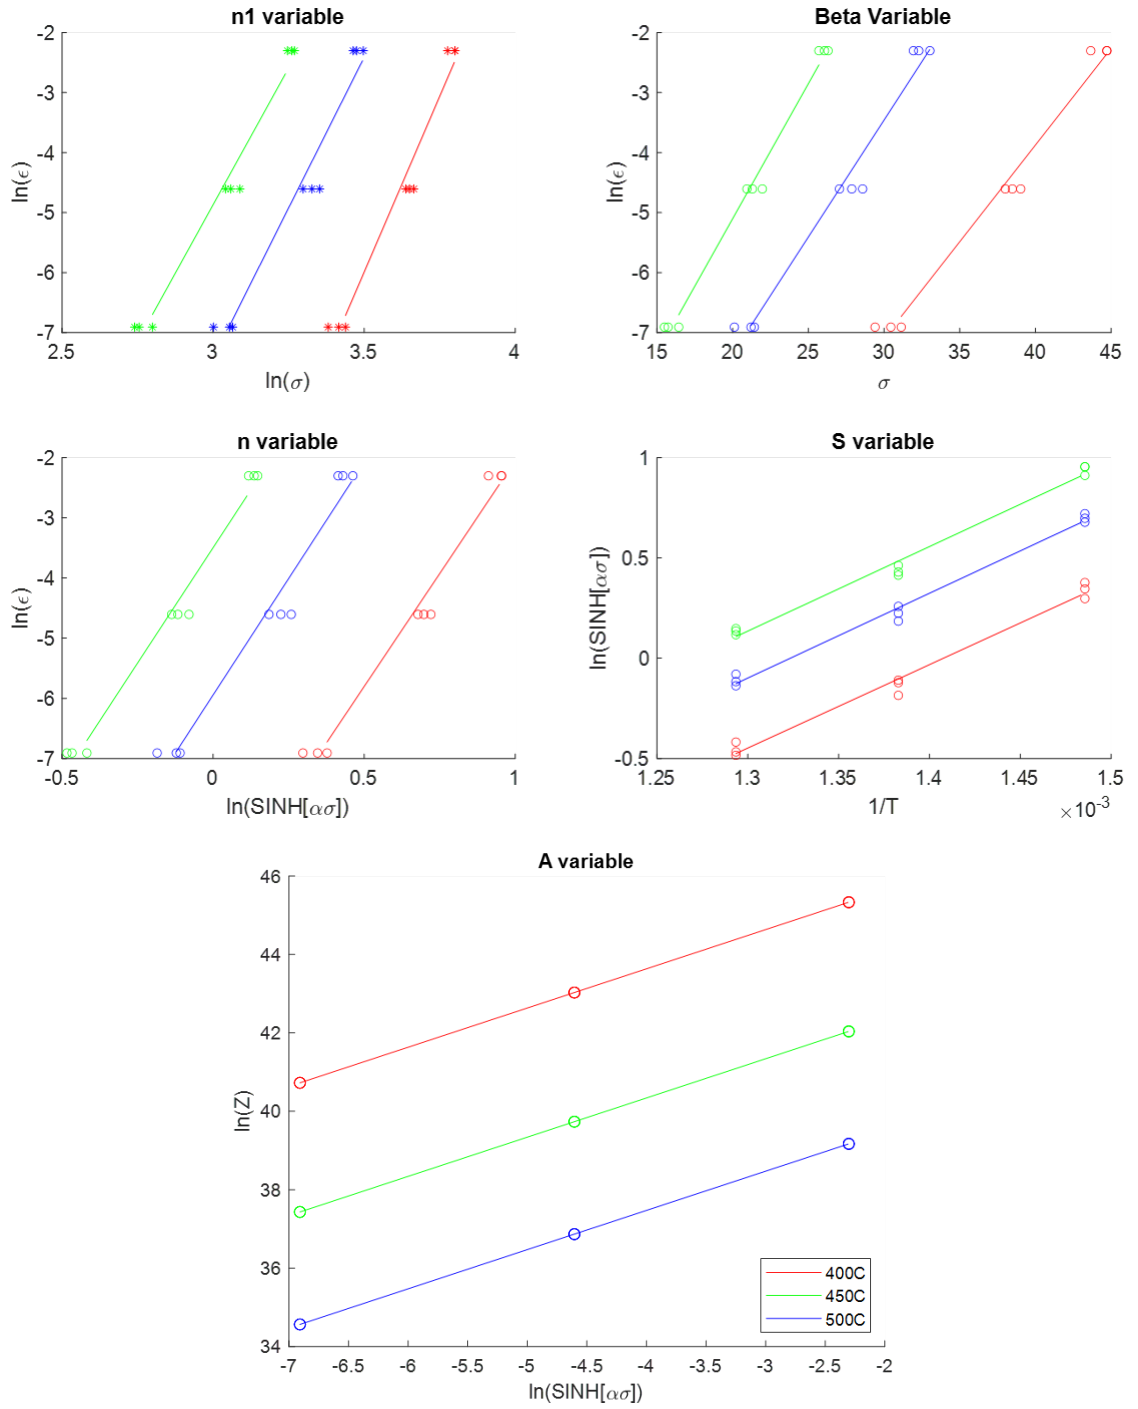 n1 variable
-2
-3
-4
-5
-6
-7
ln(ϵ)
2.5 3 3.5 4
ln(σ)
Beta Variable
-2
-3
-4
-5
-6
-7
ln(ϵ)
15 20 25 30 35 40 45
σ
n variable
-2
-3
-4
-5
-6
-7
ln(ϵ)
-0.5 0 0.5 1
ln(SINH[ασ])
S variable
1
0.5
0
-0.5
ln(SINH[ασ])
1.25 1.3 1.35 1.4 1.45 1.5
1/T
×10⁻³
A variable
46
44
42
40
38
36
34
ln(Z)
-7 -6.5 -6 -5.5 -5 -4.5 -4 -3.5 -3 -2.5 -2
ln(SINH[ασ])
400C
450C
500C